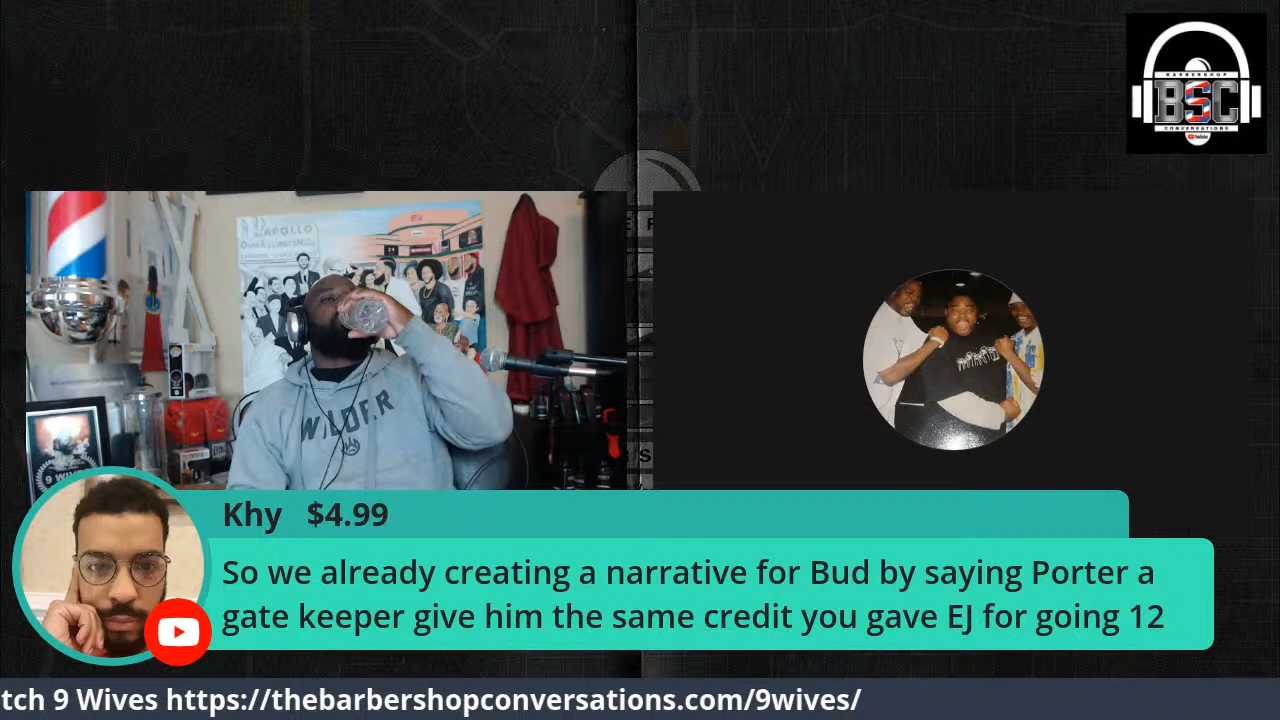 BARBERSHOP
BSC
CONVERSATIONS
APOLLO
WILDER
9 WIVES
Khy $4.99
So we already creating a narrative for Bud by saying Porter a
gate keeper give him the same credit you gave EJ for going 12
tch 9 Wives https://thebarbershopconversations.com/9wives/